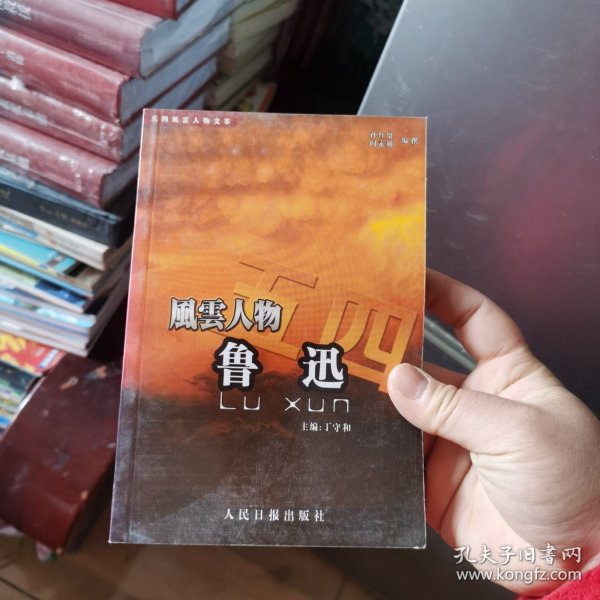 五四風雲人物文萃
编撰
五四
風雲人物
鲁迅
LU XUN
主编:丁守和
人民日报出版社
孔夫子旧书网
www.kongfz.com